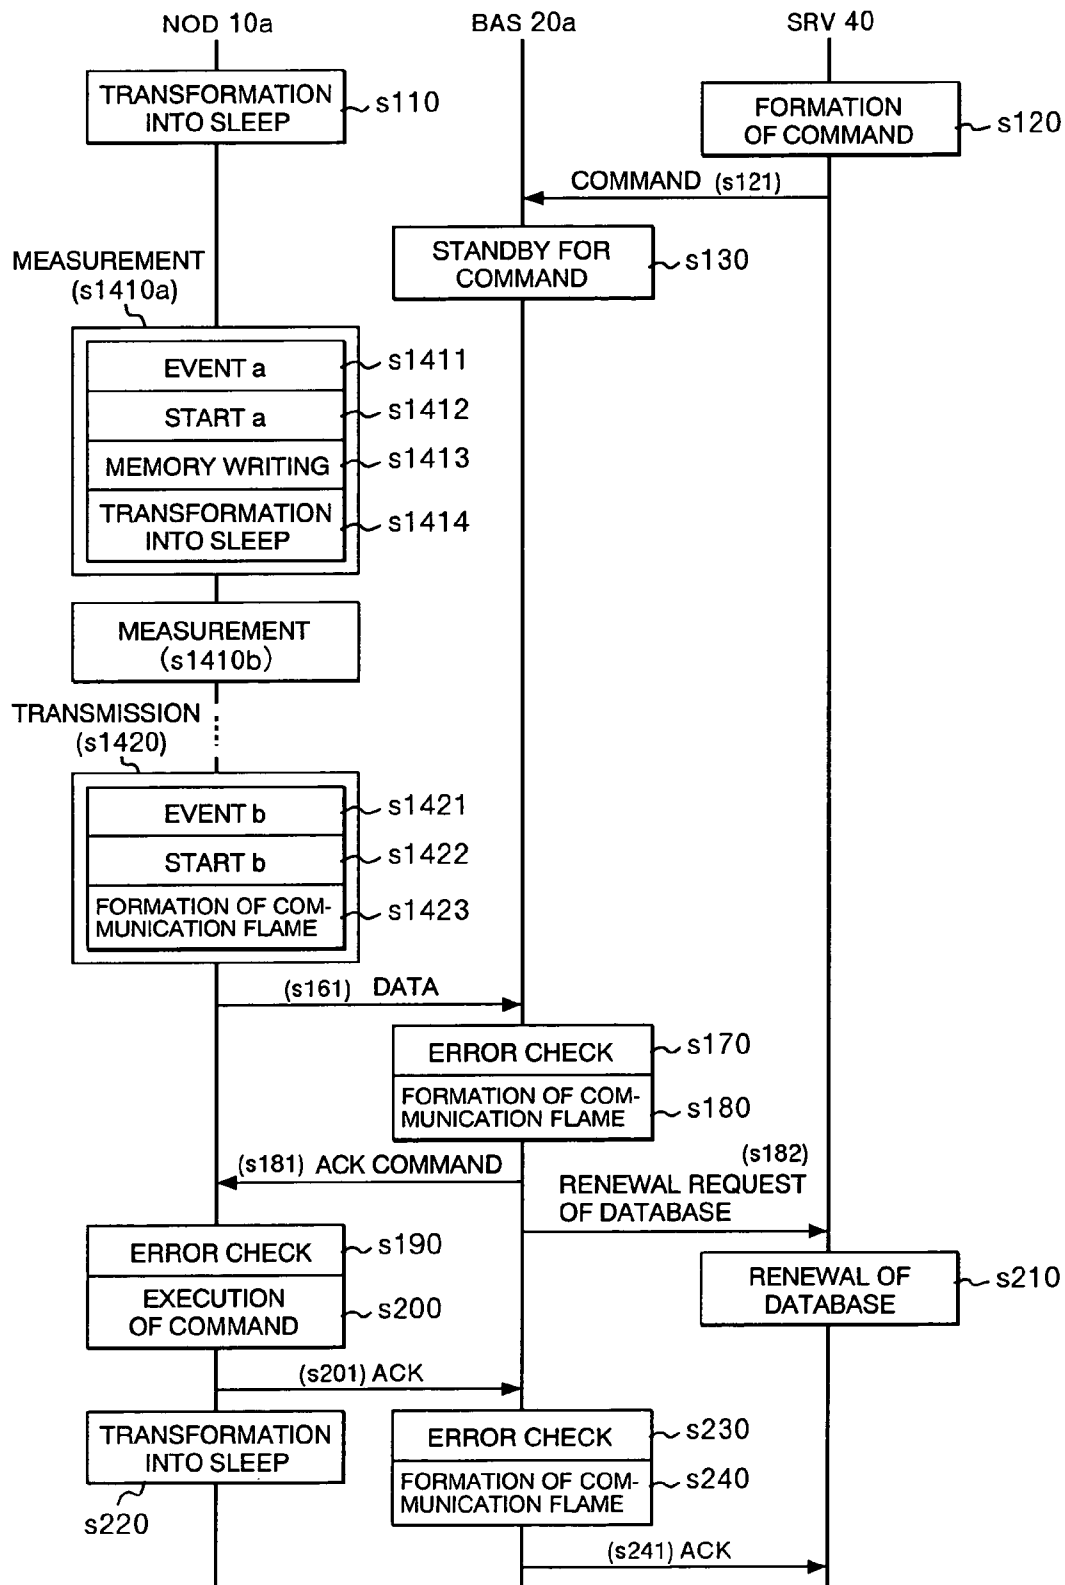 NOD 10a
BAS 20a
SRV 40
TRANSFORMATION
INTO SLEEP
s110
FORMATION
OF COMMAND
s120
COMMAND (s121)
STANDBY FOR
COMMAND
s130
MEASUREMENT
(s1410a)
EVENT a
s1411
START a
s1412
MEMORY WRITING
s1413
TRANSFORMATION
INTO SLEEP
s1414
MEASUREMENT
(s1410b)
TRANSMISSION
(s1420)
EVENT b
s1421
START b
s1422
FORMATION OF COM-
MUNICATION FLAME
s1423
(s161) DATA
ERROR CHECK
s170
FORMATION OF COM-
MUNICATION FLAME
s180
(s181) ACK COMMAND
(s182)
RENEWAL REQUEST
OF DATABASE
ERROR CHECK
s190
EXECUTION
OF COMMAND
s200
RENEWAL OF
DATABASE
s210
(s201) ACK
TRANSFORMATION
INTO SLEEP
s220
ERROR CHECK
s230
FORMATION OF COM-
MUNICATION FLAME
s240
(s241) ACK